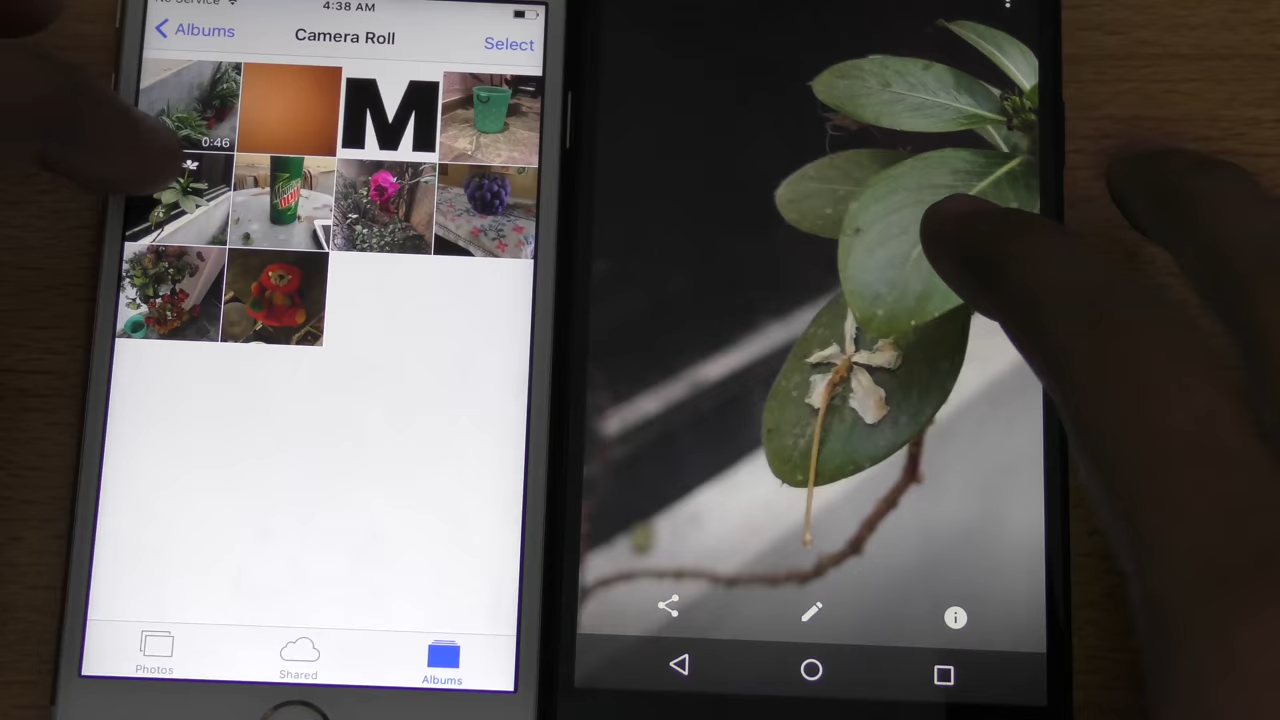 No Service
4:38 AM
Albums
Camera Roll
Select
0:46
M
Photos
Shared
Albums